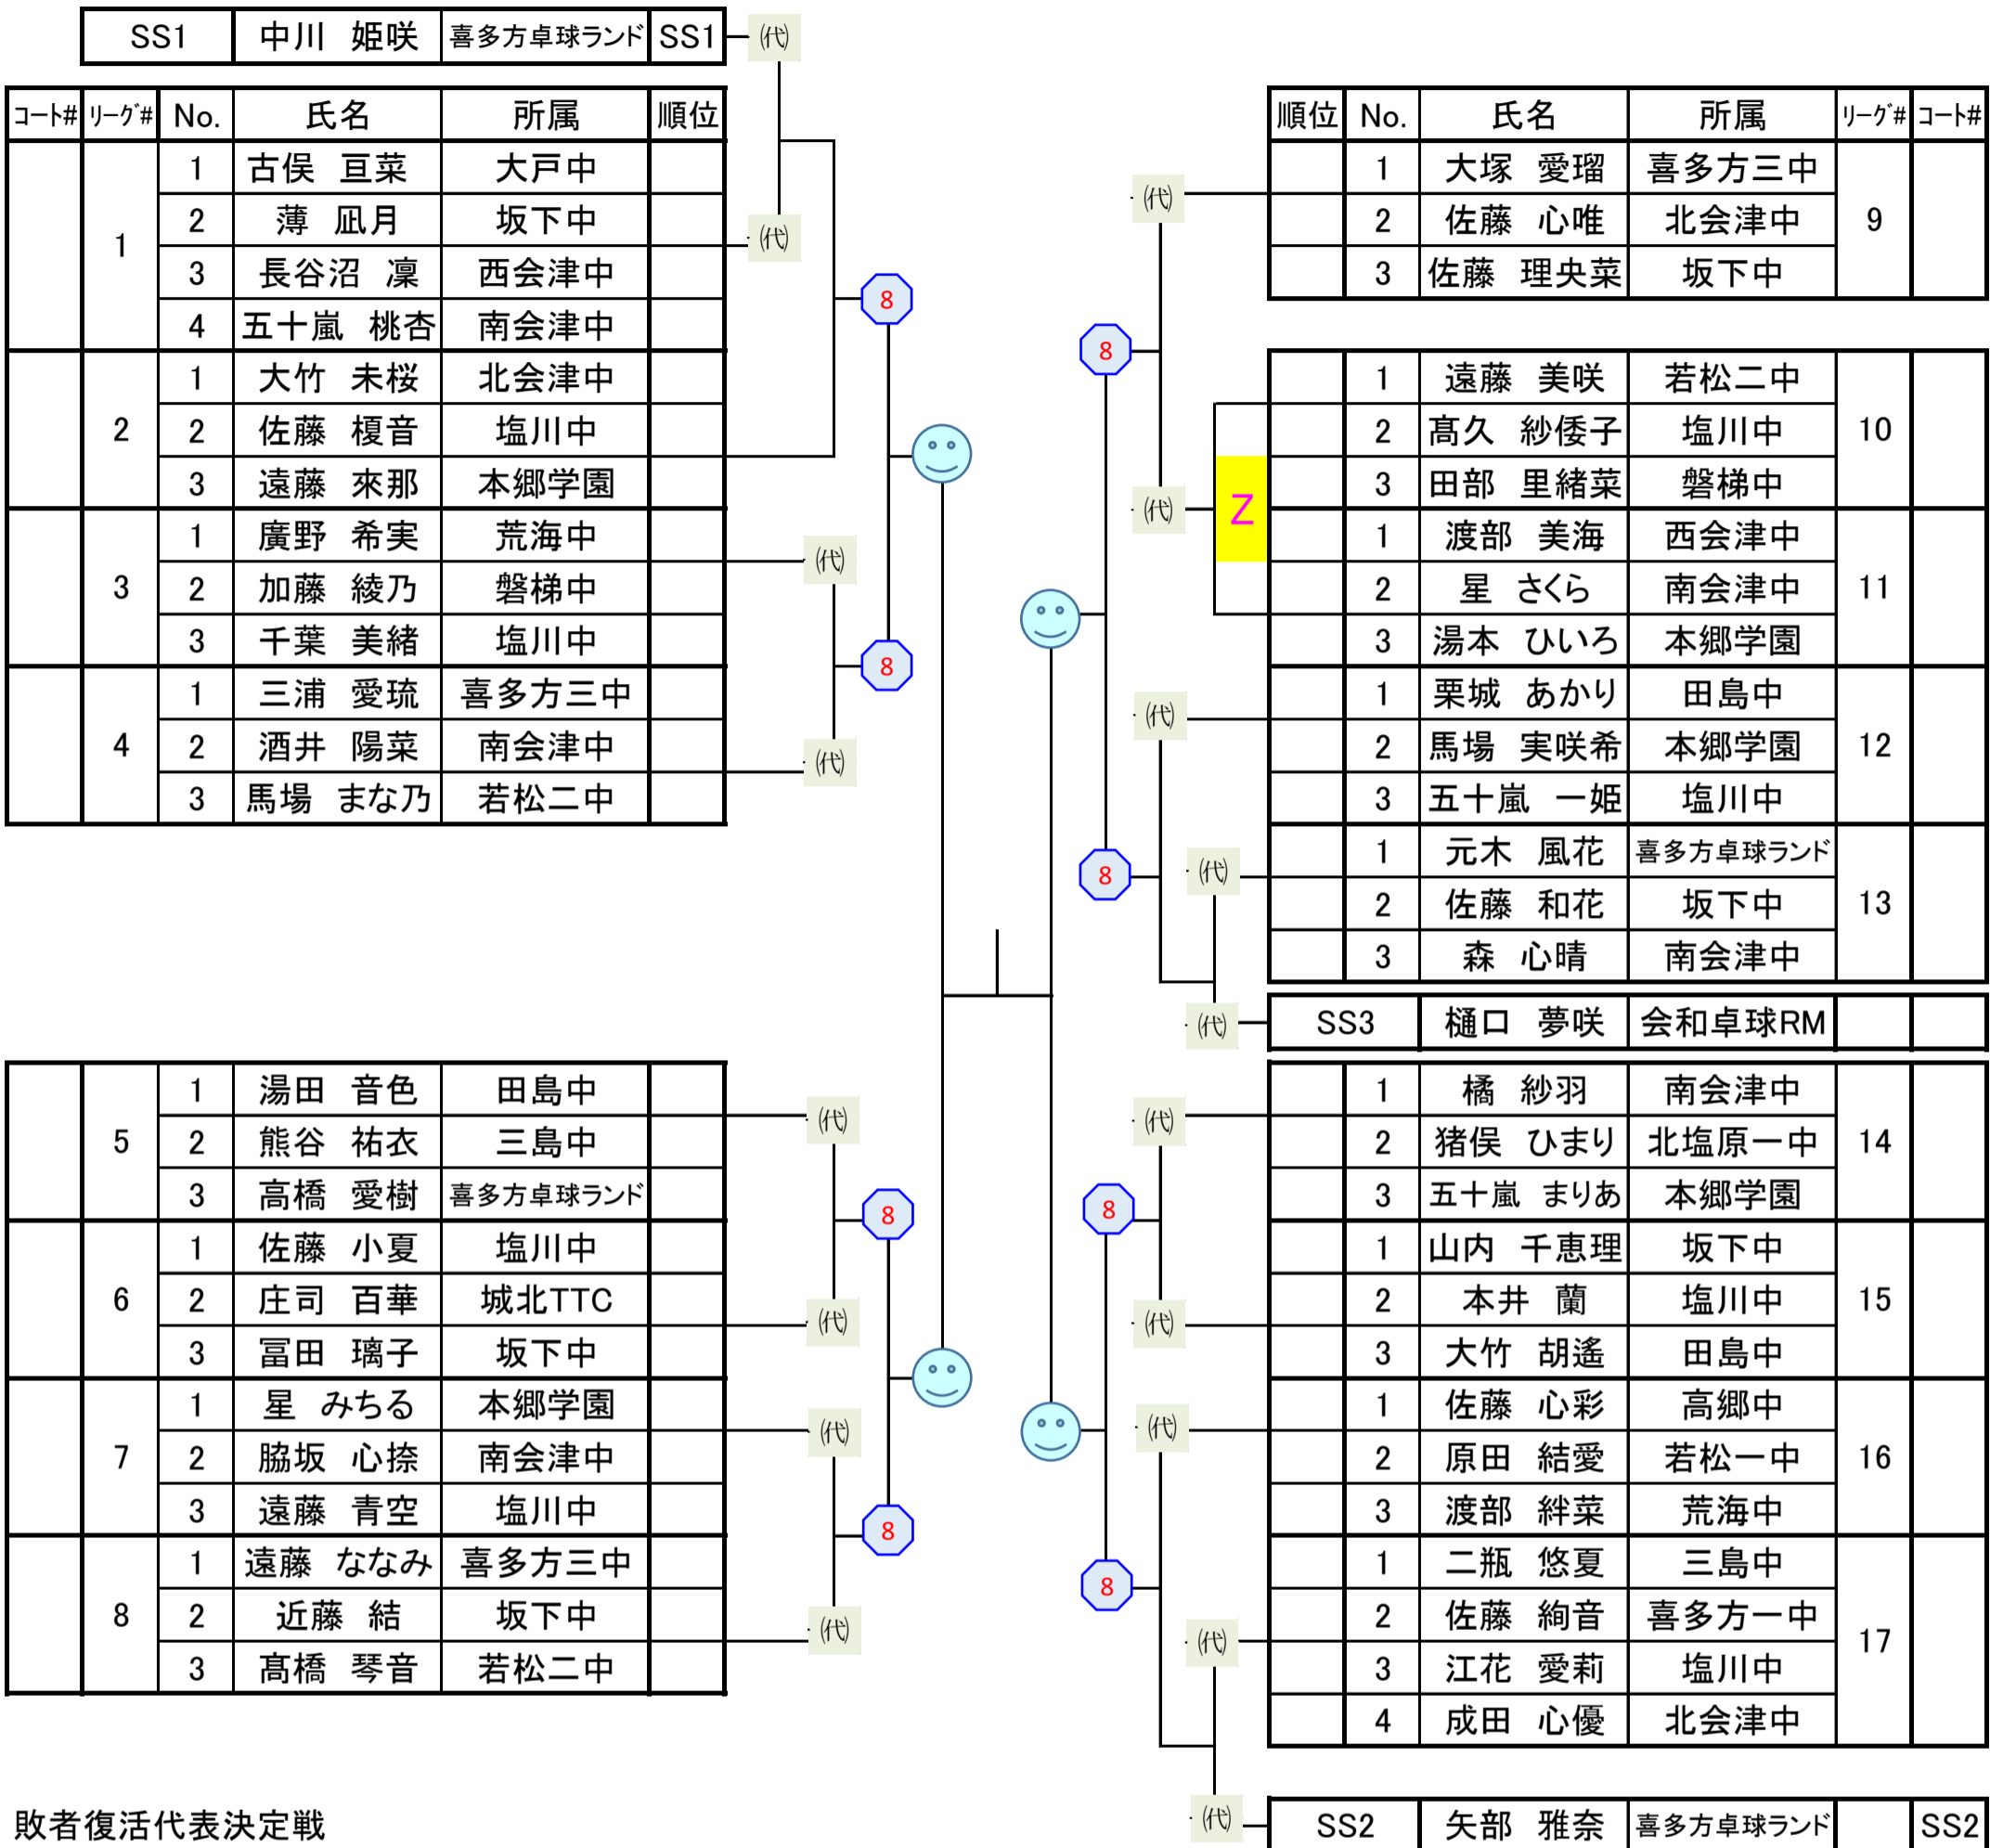 SS1 中川 姫咲 喜多方卓球ランド SS1 ㈹
コート# リーグ# No. 氏名 所属 順位
1
1 古俣 亘菜 大戸中
2 薄 凪月 坂下中 ㈹
3 長谷沼 凜 西会津中
4 五十嵐 桃杏 南会津中
8
2
1 大竹 未桜 北会津中
2 佐藤 榎音 塩川中
3 遠藤 來那 本郷学園
3
1 廣野 希実 荒海中 ㈹
2 加藤 綾乃 磐梯中
3 千葉 美緒 塩川中
8
4
1 三浦 愛琉 喜多方三中
2 酒井 陽菜 南会津中 ㈹
3 馬場 まな乃 若松二中
5
1 湯田 音色 田島中 ㈹
2 熊谷 祐衣 三島中
3 高橋 愛樹 喜多方卓球ランド
8
6
1 佐藤 小夏 塩川中
2 庄司 百華 城北TTC ㈹
3 冨田 璃子 坂下中
7
1 星 みちる 本郷学園 ㈹
2 脇坂 心捺 南会津中
3 遠藤 青空 塩川中
8
8
1 遠藤 ななみ 喜多方三中
2 近藤 結 坂下中 ㈹
3 髙橋 琴音 若松二中
敗者復活代表決定戦
順位 No. 氏名 所属 リーグ# コート#
㈹ 1 大塚 愛瑠 喜多方三中
2 佐藤 心唯 北会津中 9
3 佐藤 理央菜 坂下中
8
1 遠藤 美咲 若松二中
2 髙久 紗倭子 塩川中 10
3 田部 里緒菜 磐梯中
㈹ Z
1 渡部 美海 西会津中
2 星 さくら 南会津中 11
3 湯本 ひいろ 本郷学園
㈹ 1 栗城 あかり 田島中
2 馬場 実咲希 本郷学園 12
3 五十嵐 一姫 塩川中
8
㈹ 1 元木 風花 喜多方卓球ランド
2 佐藤 和花 坂下中 13
3 森 心晴 南会津中
㈹ SS3 樋口 夢咲 会和卓球RM
㈹ 1 橘 紗羽 南会津中
2 猪俣 ひまり 北塩原一中 14
3 五十嵐 まりあ 本郷学園
8
1 山内 千恵理 坂下中
㈹ 2 本井 蘭 塩川中 15
3 大竹 胡遙 田島中
㈹ 1 佐藤 心彩 高郷中
2 原田 結愛 若松一中 16
3 渡部 絆菜 荒海中
8
1 二瓶 悠夏 三島中
㈹ 2 佐藤 絢音 喜多方一中 17
3 江花 愛莉 塩川中
4 成田 心優 北会津中
㈹ SS2 矢部 雅奈 喜多方卓球ランド SS2